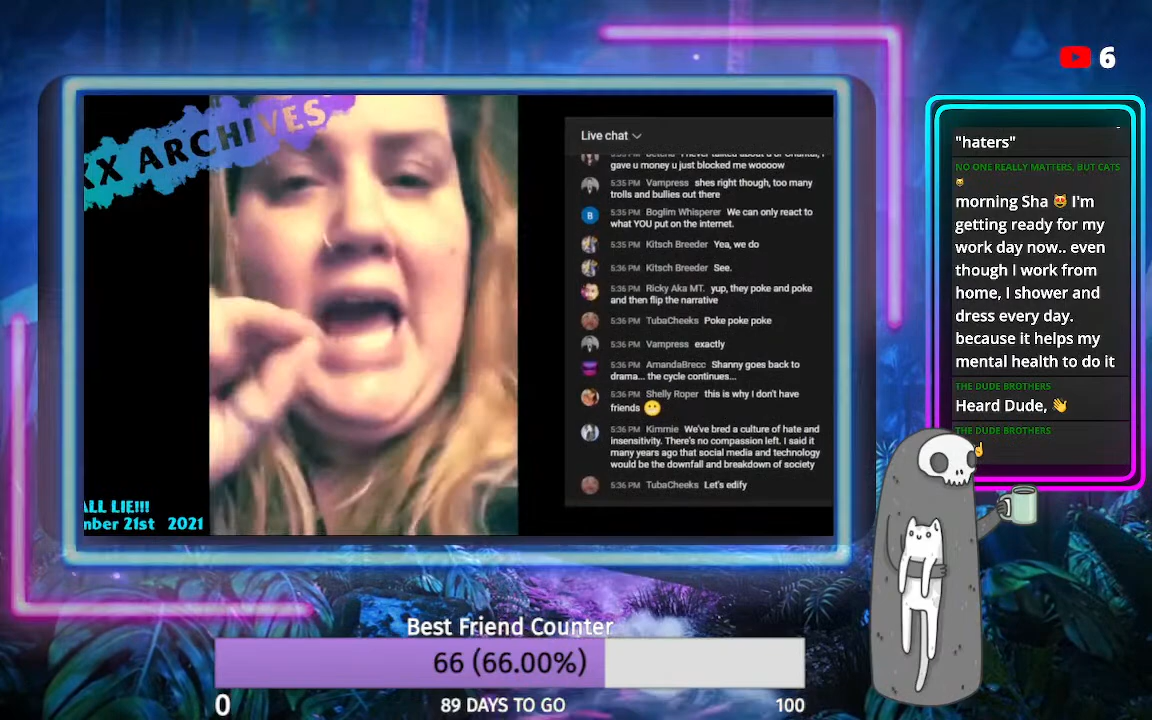 6
XX ARCHIVES
Live chat
gave u money u just blocked me woooow
5:35 PM Vampress shes right though, too many
trolls and bullies out there
B
5:35 PM Boglim Whisperer We can only react to
what YOU put on the internet.
5:35 PM Kitsch Breeder Yea, we do
5:36 PM Kitsch Breeder See.
5:36 PM Ricky Aka MT. yup, they poke and poke
and then flip the narrative
5:36 PM TubaCheeks Poke poke poke
5:36 PM Vampress exactly
5:36 PM AmandaBrecc Shanny goes back to
drama... the cycle continues...
5:36 PM Shelly Roper this is why I don't have
friends 😬
5:36 PM Kimmie We've bred a culture of hate and
insensitivity. There's no compassion left. I said it
many years ago that social media and technology
would be the downfall and breakdown of society
5:36 PM TubaCheeks Let's edify
ALL LIE!!!
mber 21st 2021
"haters"
NO ONE REALLY MATTERS, BUT CATS
😻
morning Sha 😻 I'm
getting ready for my
work day now.. even
though I work from
home, I shower and
dress every day.
because it helps my
mental health to do it
THE DUDE BROTHERS
Heard Dude, 👋
THE DUDE BROTHERS
Best Friend Counter
66 (66.00%)
0
89 DAYS TO GO
100